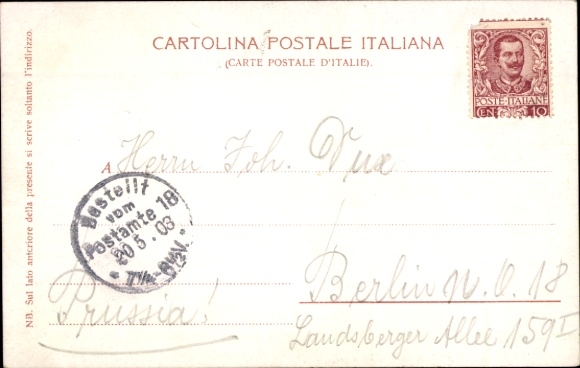 CARTOLINA POSTALE ITALIANA
(CARTE POSTALE D'ITALIE).
POSTE·ITALIANE
CEN 10
NB. Sul lato anteriore della presente si scrive soltanto l'indirizzo.
A Herrn Joh. Dux
Bestellt
vom
Postamte 18
20 5. 03
Berlin N.O. 18
Prussia!
Landsberger Allee 159 I